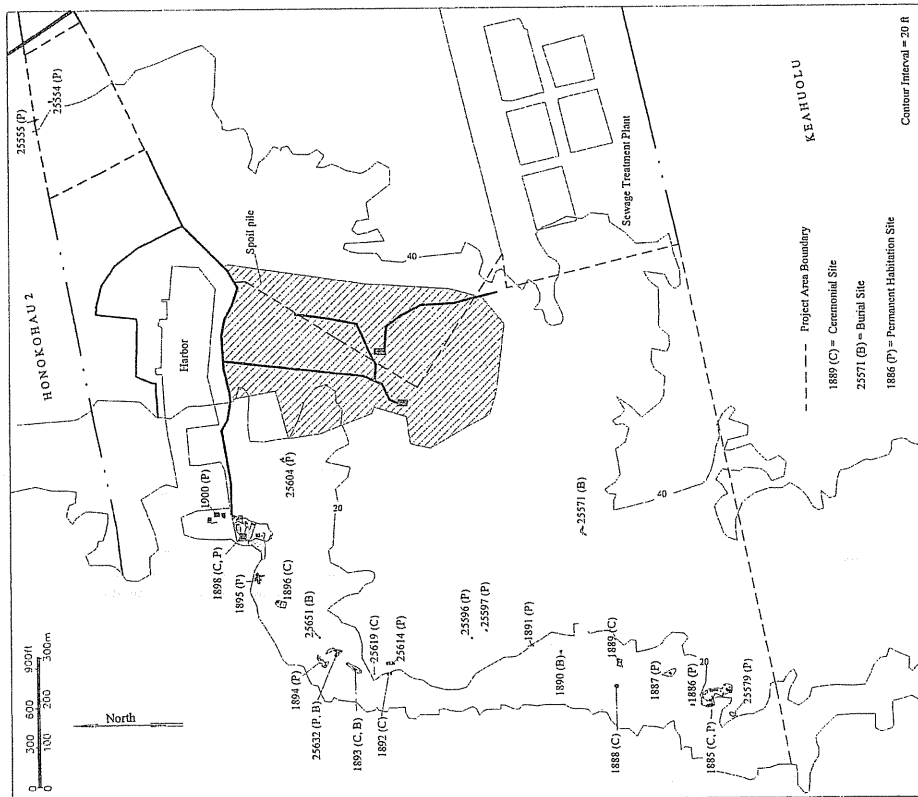 0 300 600 900ft
0 100 200 300m
North
HONOKOHAU 2
25555 (P)
25554 (P)
Harbor
Spoil pile
40
1900 (P)
1898 (C, P)
1895 (P)
1896 (C)
25604 (P)
20
25651 (B)
1894 (P)
25632 (P, B)
1893 (C, B)
25619 (C)
1892 (C)
25614 (P)
25596 (P)
25597 (P)
1891 (P)
25571 (B)
1890 (B)
1889 (C)
1888 (C)
1887 (P)
1886 (P)
20
1885 (C, P)
25579 (P)
40
Sewage Treatment Plant
KEAHUOLU
Project Area Boundary
1889 (C) = Ceremonial Site
25571 (B) = Burial Site
1886 (P) = Permanent Habitation Site
Contour Interval = 20 ft